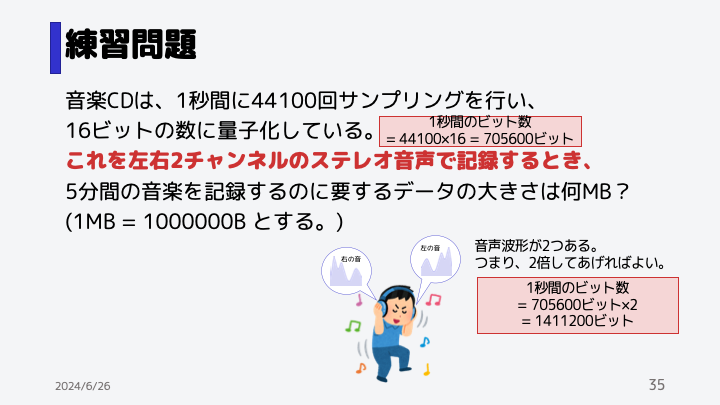 練習問題
音楽CDは、1秒間に44100回サンプリングを行い、
16ビットの数に量子化している。
1秒間のビット数
= 44100×16 = 705600ビット
これを左右2チャンネルのステレオ音声で記録するとき、
5分間の音楽を記録するのに要するデータの大きさは何MB？
(1MB = 1000000B とする。)
右の音
左の音
音声波形が2つある。
つまり、2倍してあげればよい。
1秒間のビット数
= 705600ビット×2
= 1411200ビット
2024/6/26
35